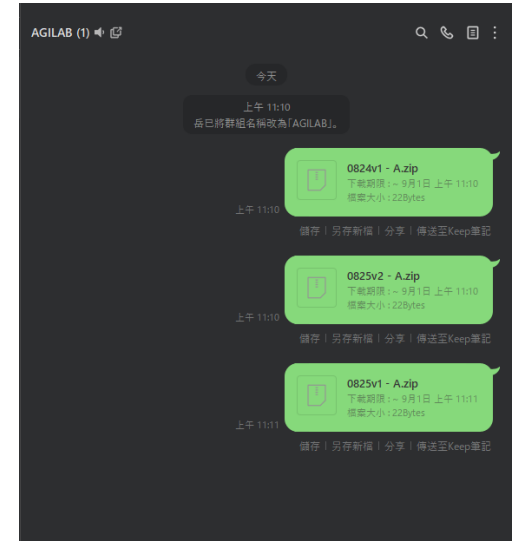 AGILAB (1)
今天
上午 11:10
岳已將群組名稱改為「AGILAB」。
0824v1 - A.zip
下載期限 : ~ 9月1日 上午 11:10
檔案大小 : 22Bytes
上午 11:10
儲存 | 另存新檔 | 分享 | 傳送至Keep筆記
0825v2 - A.zip
下載期限 : ~ 9月1日 上午 11:10
檔案大小 : 22Bytes
上午 11:10
儲存 | 另存新檔 | 分享 | 傳送至Keep筆記
0825v1 - A.zip
下載期限 : ~ 9月1日 上午 11:11
檔案大小 : 22Bytes
上午 11:11
儲存 | 另存新檔 | 分享 | 傳送至Keep筆記